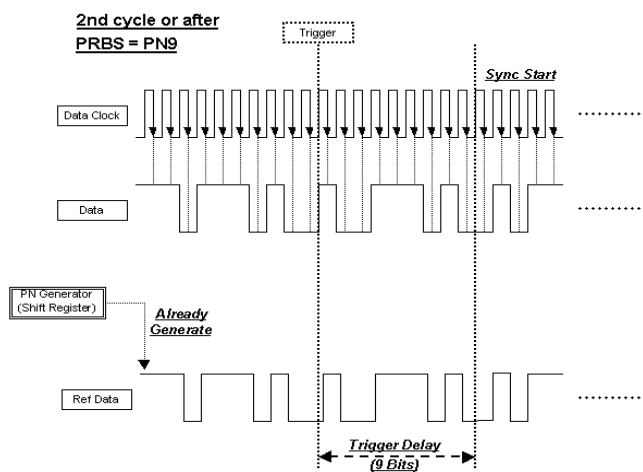 2nd cycle or after
PRBS = PN9
Trigger
Sync Start
Data Clock
Data
PN Generator
(Shift Register)
Already
Generate
Ref Data
Trigger Delay
(9 Bits)